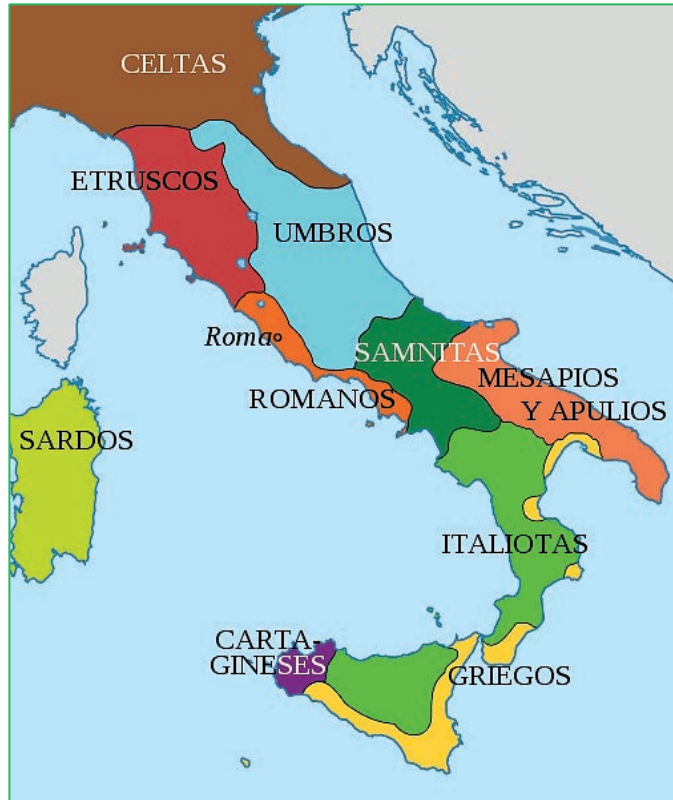 CELTAS
ETRUSCOS
UMBROS
Roma
SAMNITAS
ROMANOS
MESAPIOS
Y APULIOS
SARDOS
ITALIOTAS
CARTA-
GINESES
GRIEGOS